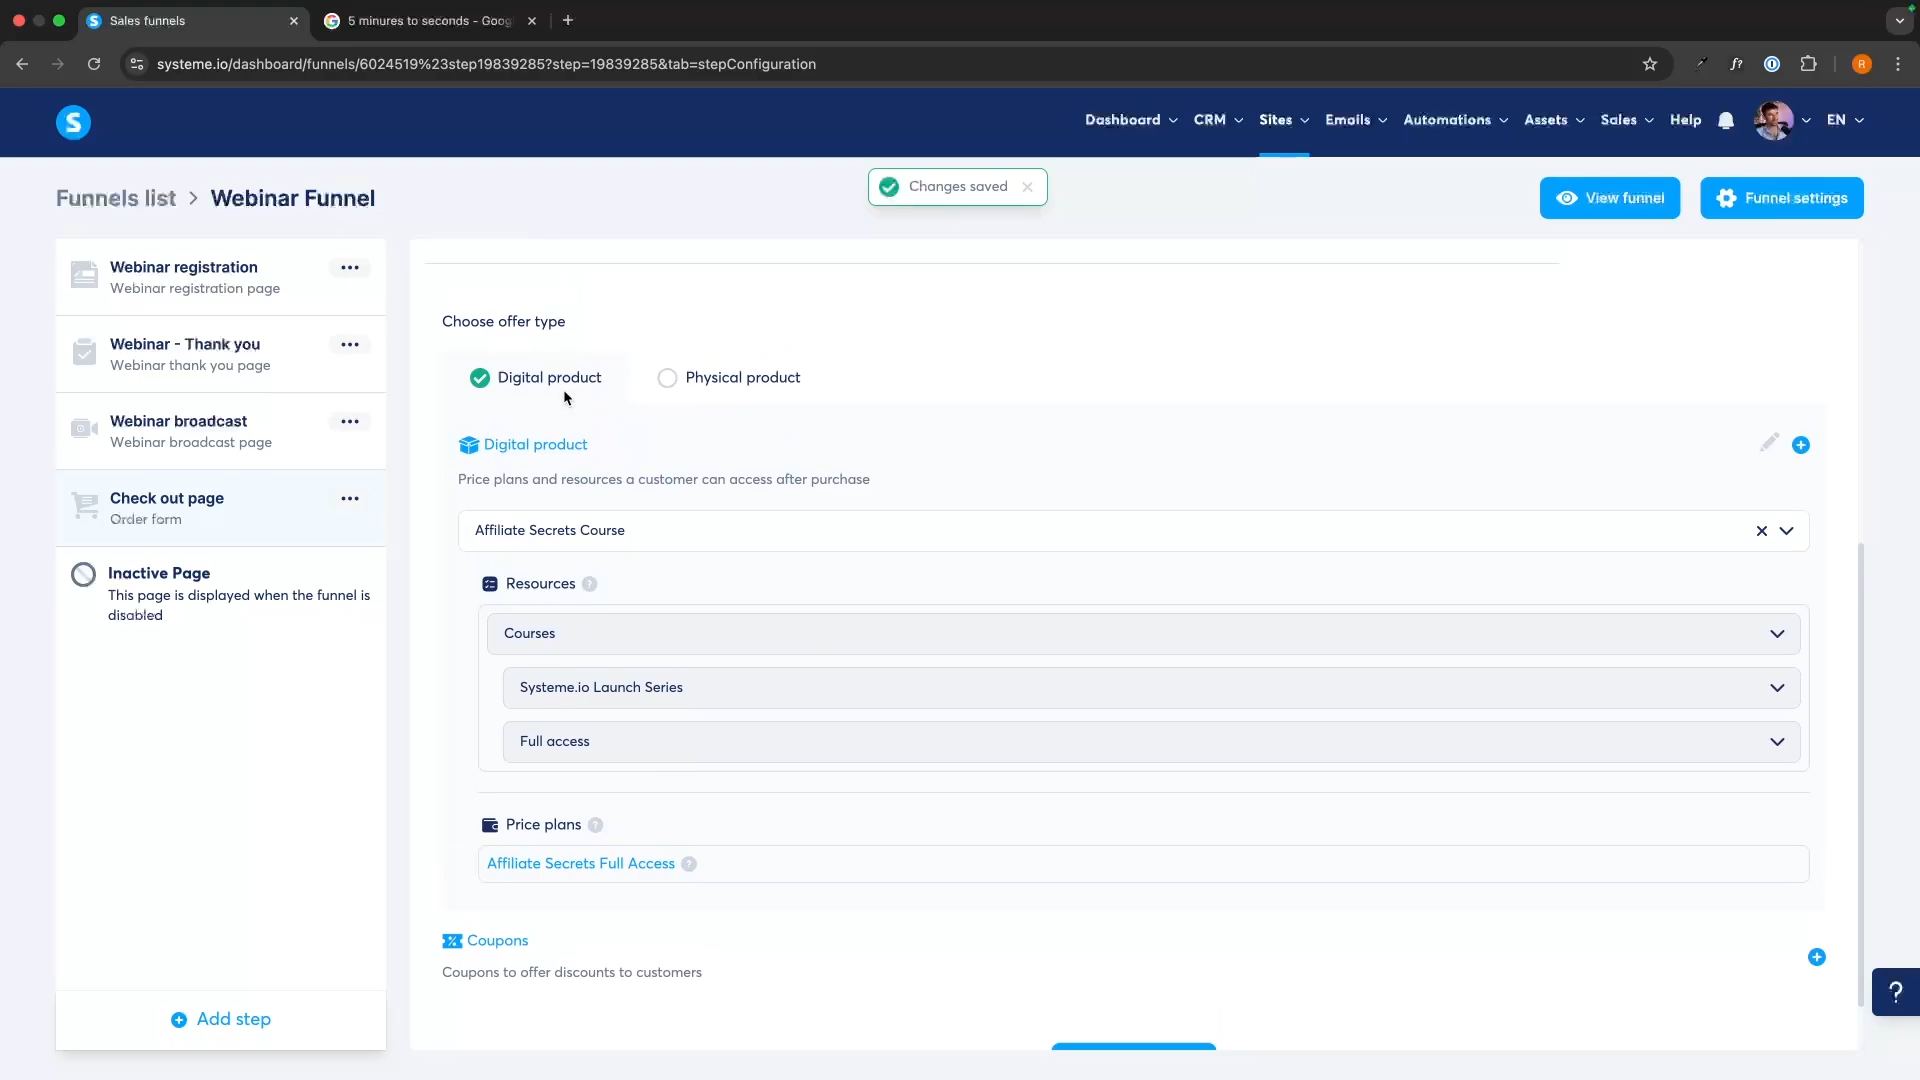 Sales funnels
5 minures to seconds - Goog
systeme.io/dashboard/funnels/6024519%23step19839285?step=19839285&tab=stepConfiguration
f?
R
S
Dashboard
CRM
Sites
Emails
Automations
Assets
Sales
Help
EN
Funnels list > Webinar Funnel
Changes saved
View funnel
Funnel settings
Webinar registration
Webinar registration page
Webinar - Thank you
Webinar thank you page
Webinar broadcast
Webinar broadcast page
Check out page
Order form
Inactive Page
This page is displayed when the funnel is
disabled
Add step
Choose offer type
Digital product
Physical product
Digital product
Price plans and resources a customer can access after purchase
Affiliate Secrets Course
Resources ?
Courses
Systeme.io Launch Series
Full access
Price plans ?
Affiliate Secrets Full Access ?
Coupons
Coupons to offer discounts to customers
?